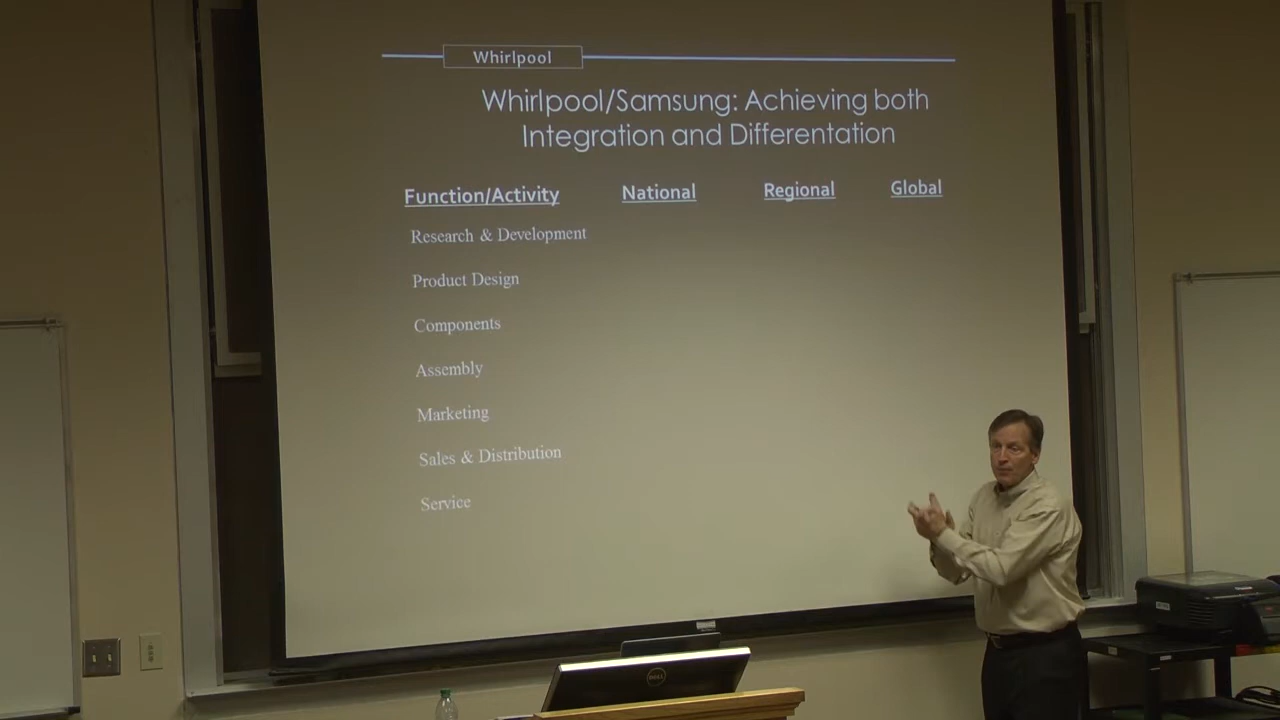 Whirlpool
Whirlpool/Samsung: Achieving both
Integration and Differentation
Function/Activity National Regional Global
Research & Development
Product Design
Components
Assembly
Marketing
Sales & Distribution
Service
DELL